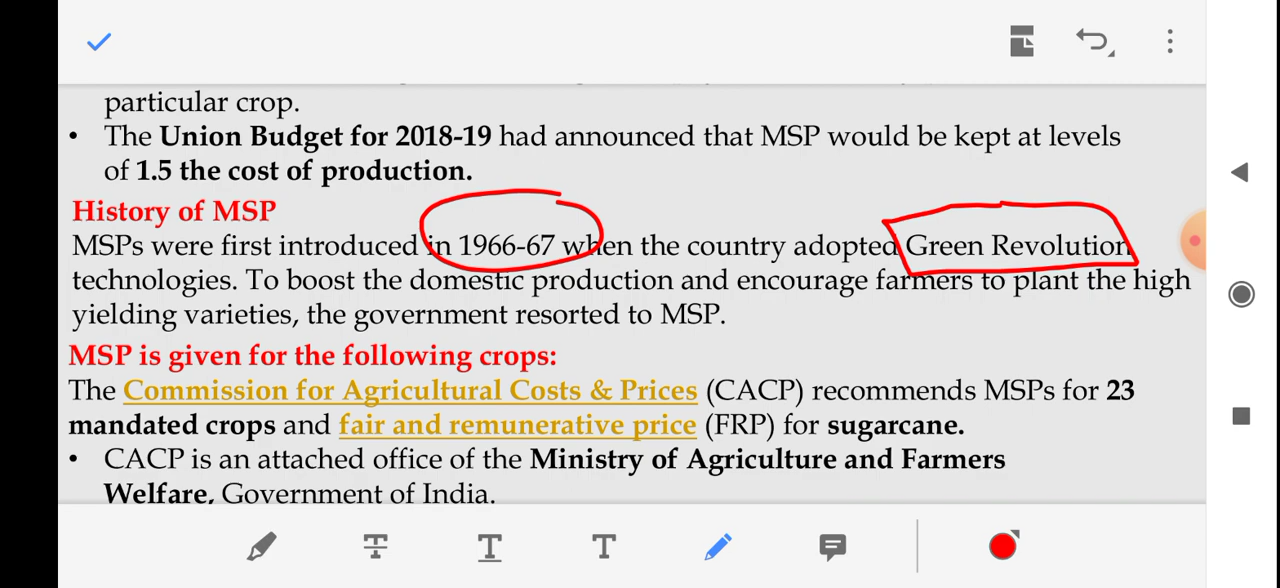 particular crop.
• The Union Budget for 2018-19 had announced that MSP would be kept at levels
of 1.5 the cost of production.
History of MSP
MSPs were first introduced in 1966-67 when the country adopted Green Revolution
technologies. To boost the domestic production and encourage farmers to plant the high
yielding varieties, the government resorted to MSP.
MSP is given for the following crops:
The Commission for Agricultural Costs & Prices (CACP) recommends MSPs for 23
mandated crops and fair and remunerative price (FRP) for sugarcane.
• CACP is an attached office of the Ministry of Agriculture and Farmers
Welfare, Government of India.
T T T